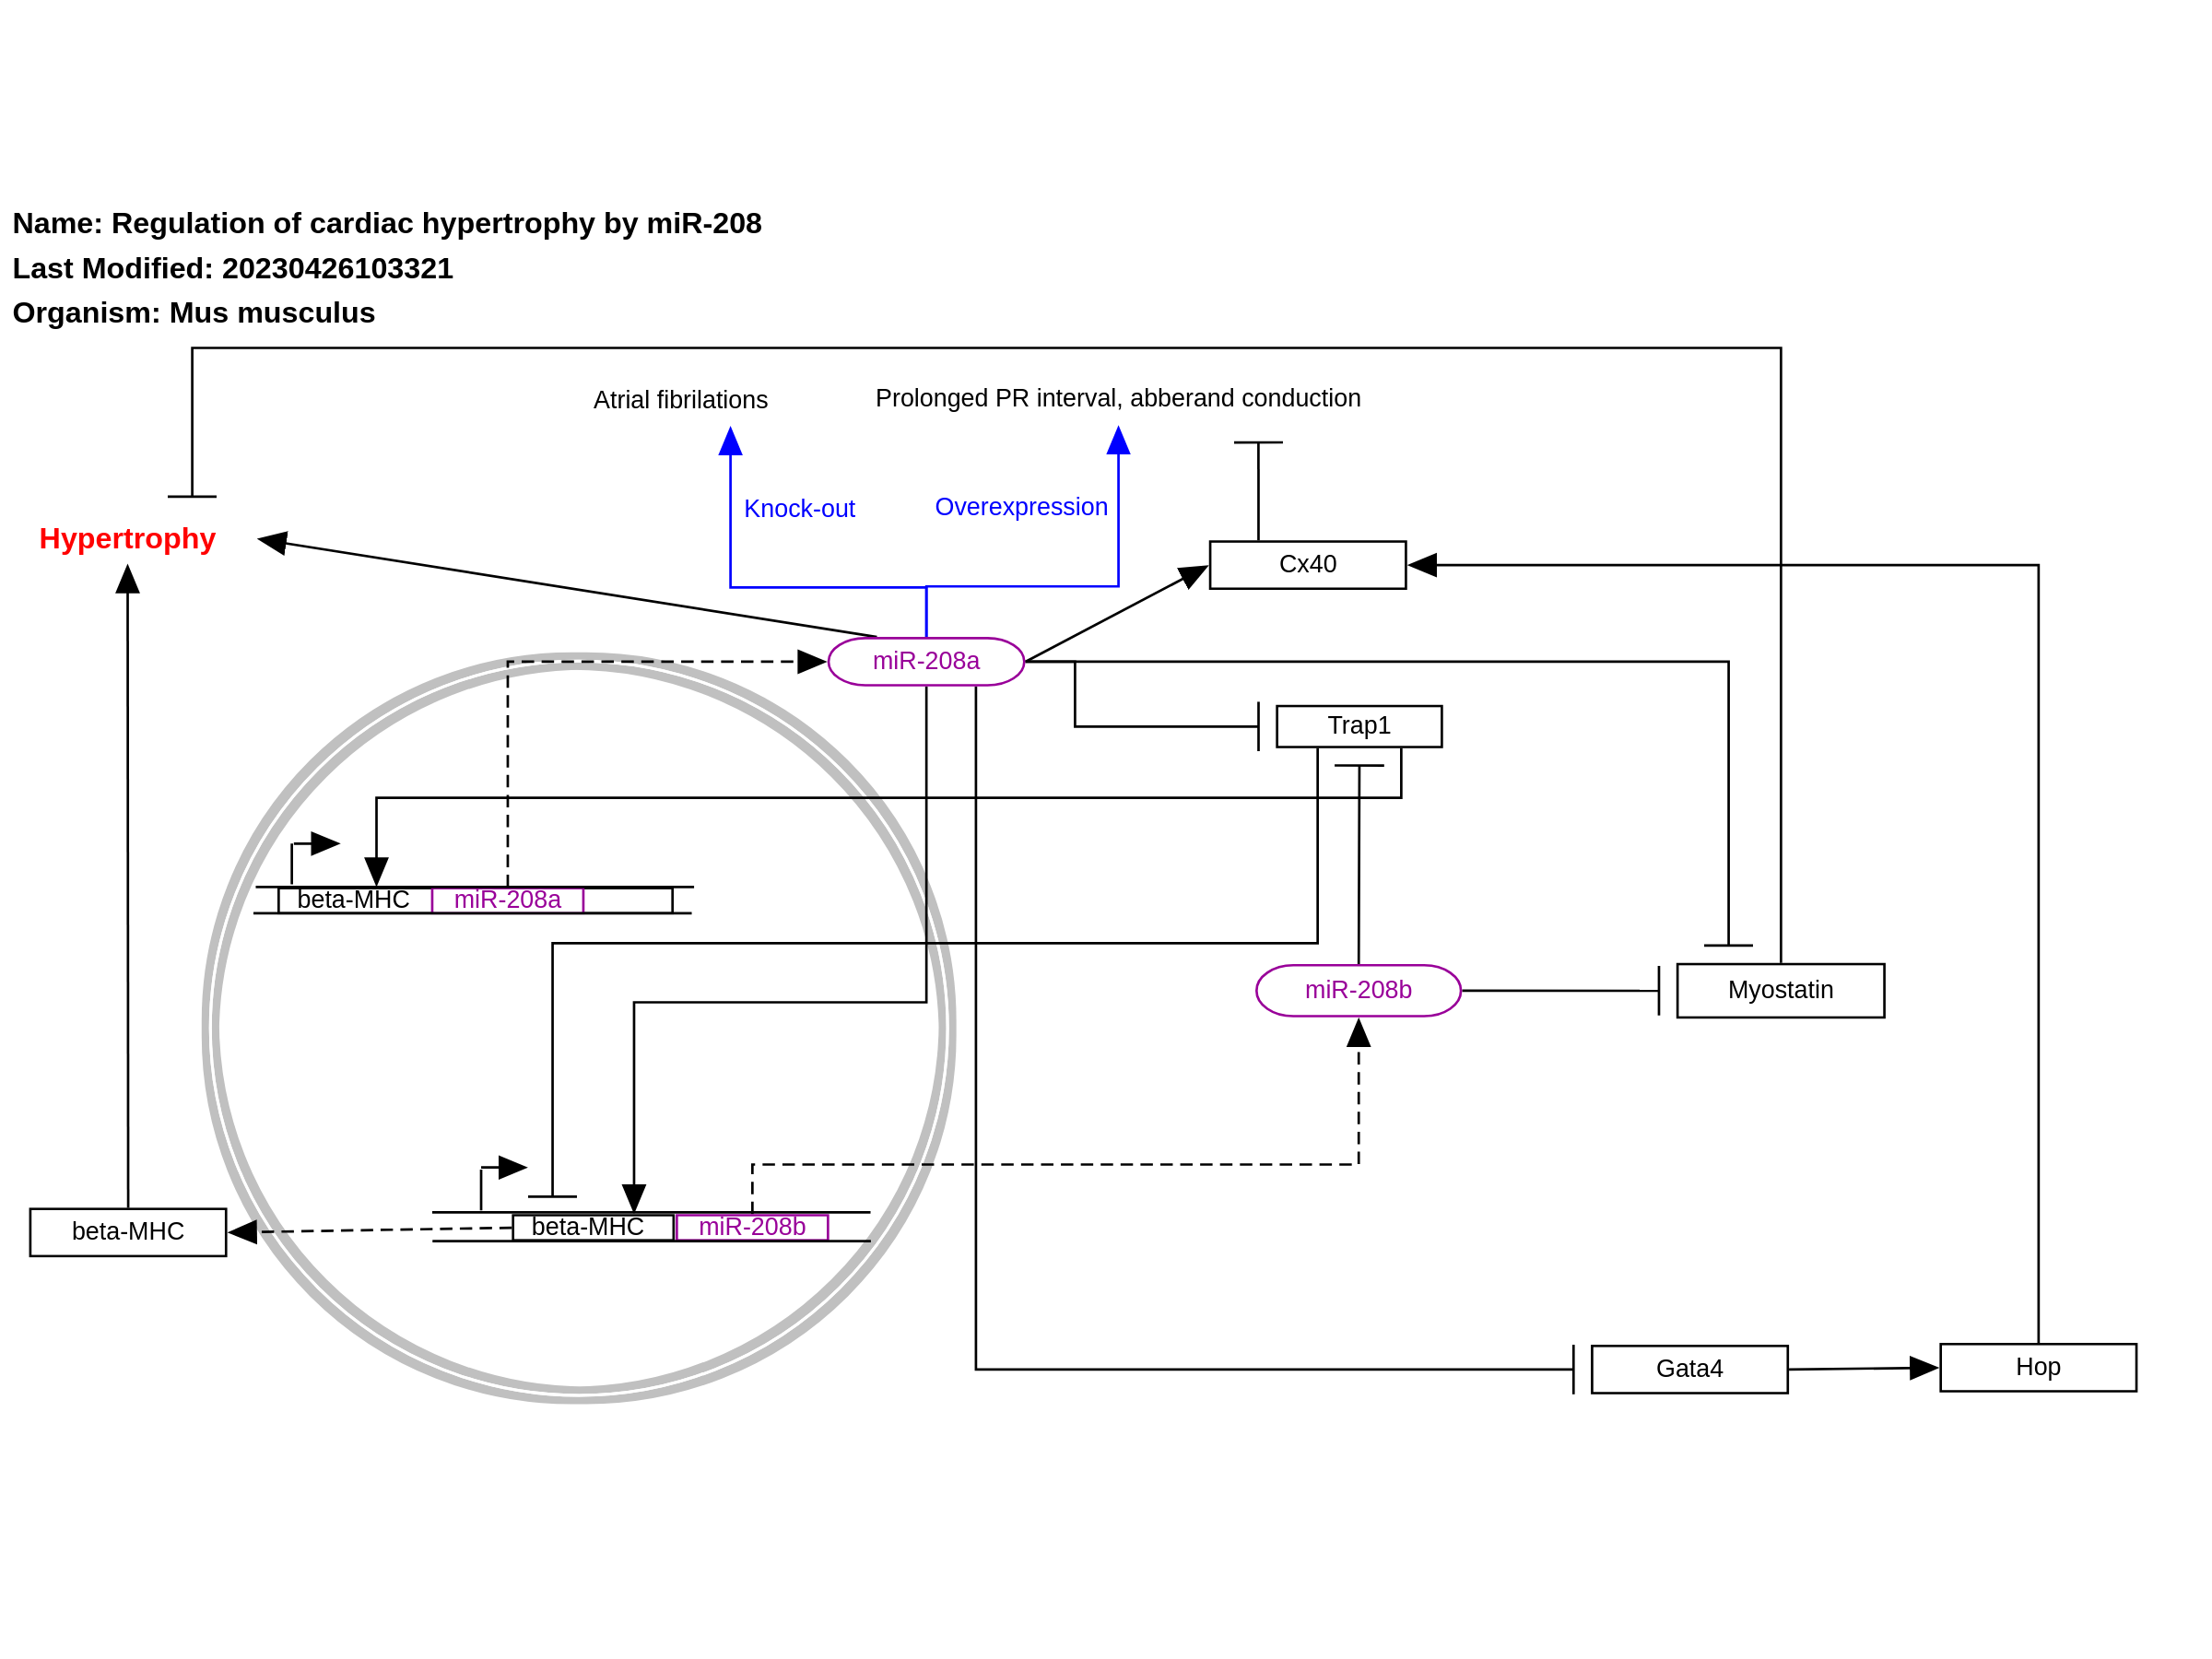 Name: Regulation of cardiac hypertrophy by miR-208
Last Modified: 20230426103321
Organism: Mus musculus
Atrial fibrilations
Prolonged PR interval, abberand conduction
Knock-out
Overexpression
Hypertrophy
Cx40
miR-208a
Trap1
beta-MHC
miR-208a
miR-208b
Myostatin
beta-MHC
beta-MHC
miR-208b
Gata4
Hop